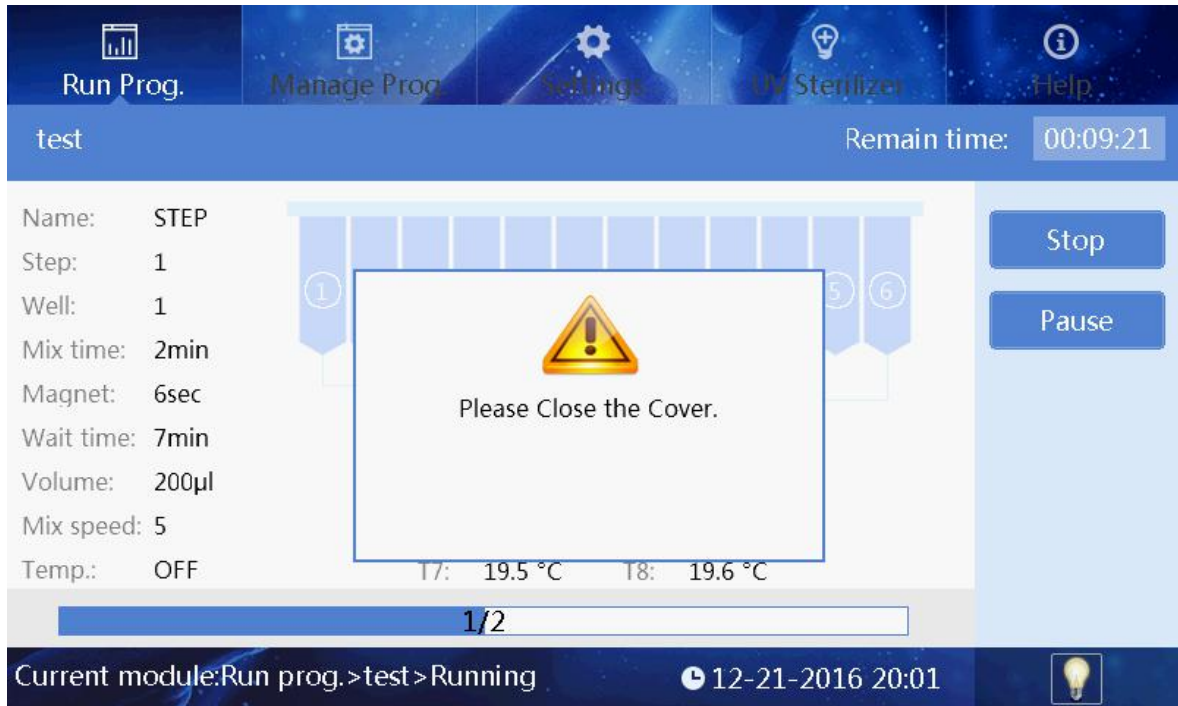 Run Prog.
Manage Prog.
Settings
UV Sterilizer
Help
test
Remain time: 00:09:21
Name: STEP
Step: 1
Well: 1
Mix time: 2min
Magnet: 6sec
Wait time: 7min
Volume: 200µl
Mix speed: 5
Temp.: OFF
1
5
6
Please Close the Cover.
T7: 19.5 °C T8: 19.6 °C
Stop
Pause
1/2
Current module:Run prog.>test>Running
12-21-2016 20:01